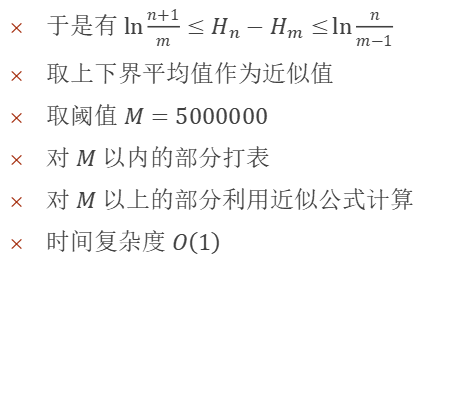 × 于是有 ln (n+1)/m ≤ Hₙ − Hₘ ≤ ln n/(m−1)
× 取上下界平均值作为近似值
× 取阈值 M = 5000000
× 对 M 以内的部分打表
× 对 M 以上的部分利用近似公式计算
× 时间复杂度 O(1)